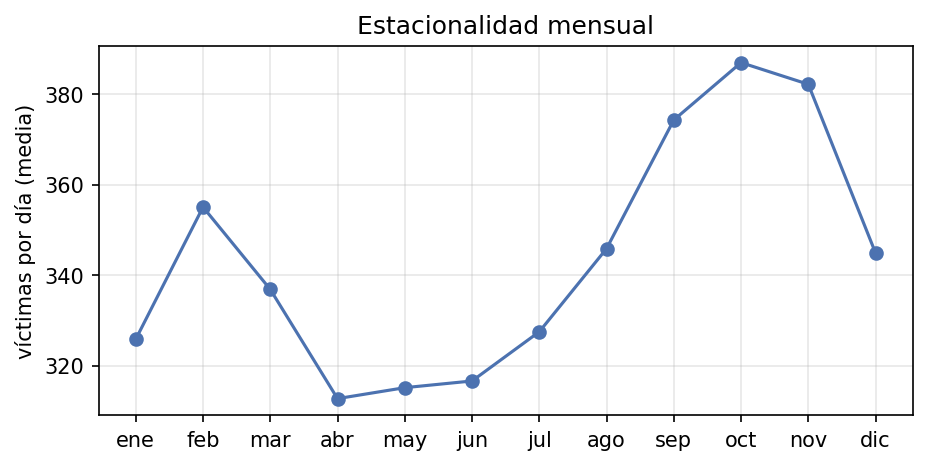 Estacionalidad mensual
víctimas por día (media)
380
360
340
320
ene feb mar abr may jun jul ago sep oct nov dic